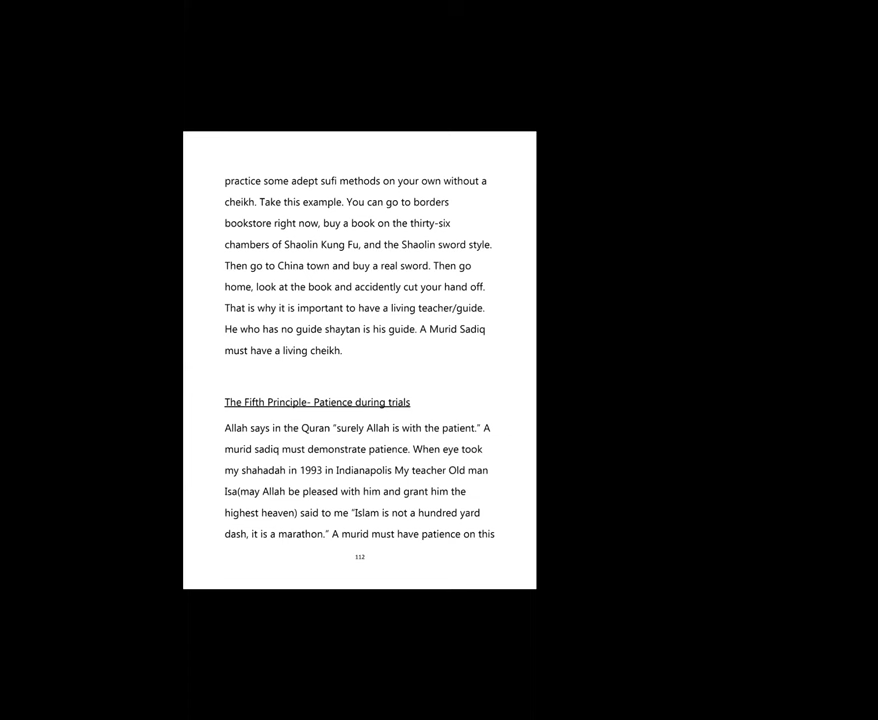 practice some adept sufi methods on your own without a
cheikh. Take this example. You can go to borders
bookstore right now, buy a book on the thirty-six
chambers of Shaolin Kung Fu, and the Shaolin sword style.
Then go to China town and buy a real sword. Then go
home, look at the book and accidently cut your hand off.
That is why it is important to have a living teacher/guide.
He who has no guide shaytan is his guide. A Murid Sadiq
must have a living cheikh.
The Fifth Principle- Patience during trials
Allah says in the Quran "surely Allah is with the patient." A
murid sadiq must demonstrate patience. When eye took
my shahadah in 1993 in Indianapolis My teacher Old man
Isa(may Allah be pleased with him and grant him the
highest heaven) said to me "Islam is not a hundred yard
dash, it is a marathon." A murid must have patience on this
112